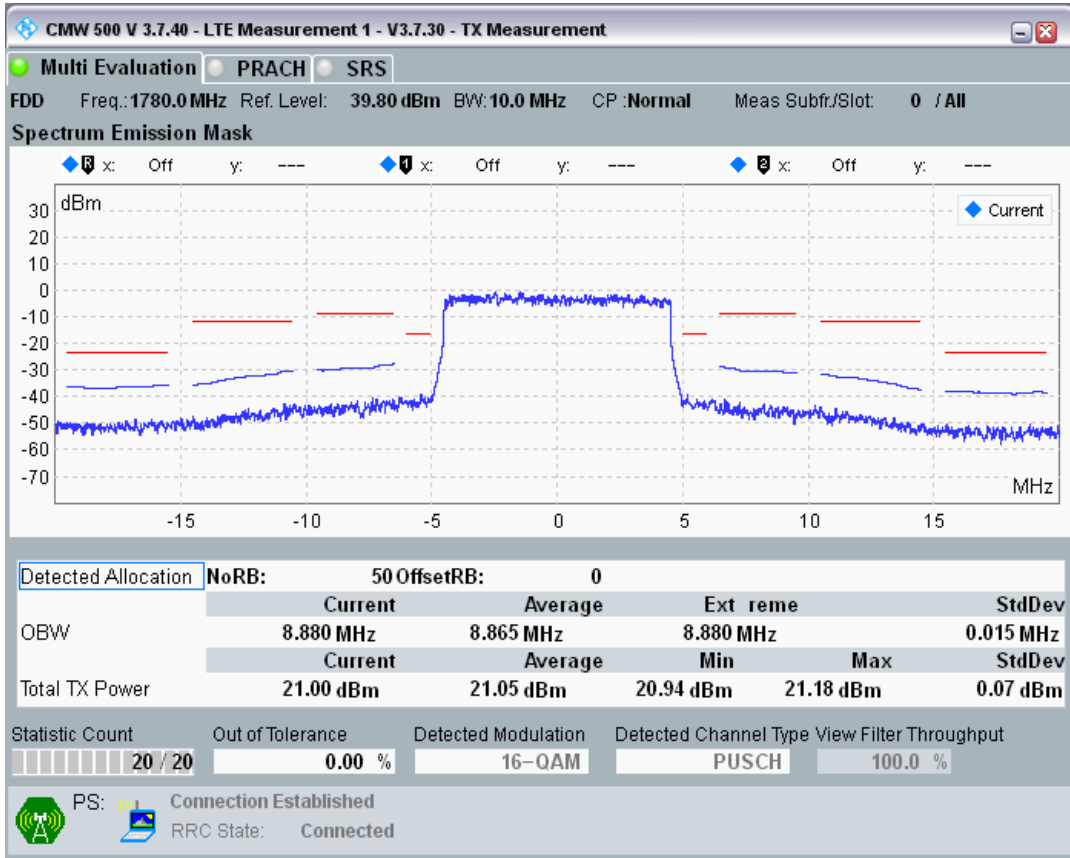 CMW 500 V 3.7.40 - LTE Measurement 1 - V3.7.30 - TX Measurement
Multi Evaluation PRACH SRS
FDD Freq.: 1780.0 MHz Ref. Level: 39.80 dBm BW: 10.0 MHz CP : Normal Meas Subfr./Slot: 0 / All
Spectrum Emission Mask
R x: Off y: --- 1 x: Off y: --- 2 x: Off y: ---
dBm
Current
30
20
10
0
-10
-20
-30
-40
-50
-60
-70
MHz
-15 -10 -5 0 5 10 15
Detected Allocation NoRB: 50 OffsetRB: 0
Current Average Ext reme StdDev
OBW 8.880 MHz 8.865 MHz 8.880 MHz 0.015 MHz
Current Average Min Max StdDev
Total TX Power 21.00 dBm 21.05 dBm 20.94 dBm 21.18 dBm 0.07 dBm
Statistic Count Out of Tolerance Detected Modulation Detected Channel Type View Filter Throughput
20 / 20 0.00 % 16-QAM PUSCH 100.0 %
PS: Connection Established
RRC State: Connected